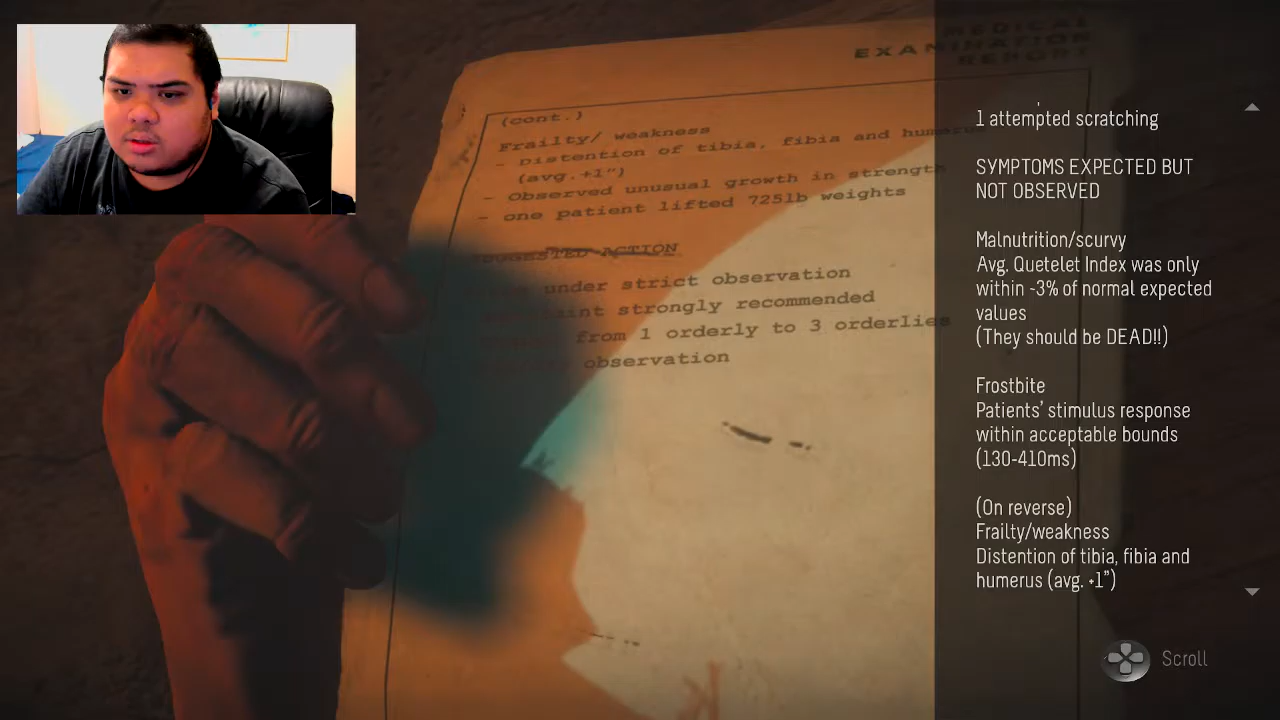 MEDICAL
EXAMINATION
REPORT
(cont.)
Frailty/ weakness
- Distention of tibia, fibia and humerus
(avg.+1")
- Observed unusual growth in strength
- one patient lifted 725lb weights
SUGGESTED ACTION
under strict observation
strongly recommended
from 1 orderly to 3 orderlies
observation
1 attempted scratching
SYMPTOMS EXPECTED BUT
NOT OBSERVED
Malnutrition/scurvy
Avg. Quetelet Index was only
within -3% of normal expected
values
(They should be DEAD!!)
Frostbite
Patients' stimulus response
within acceptable bounds
(130-410ms)
(On reverse)
Frailty/weakness
Distention of tibia, fibia and
humerus (avg. +1")
Scroll